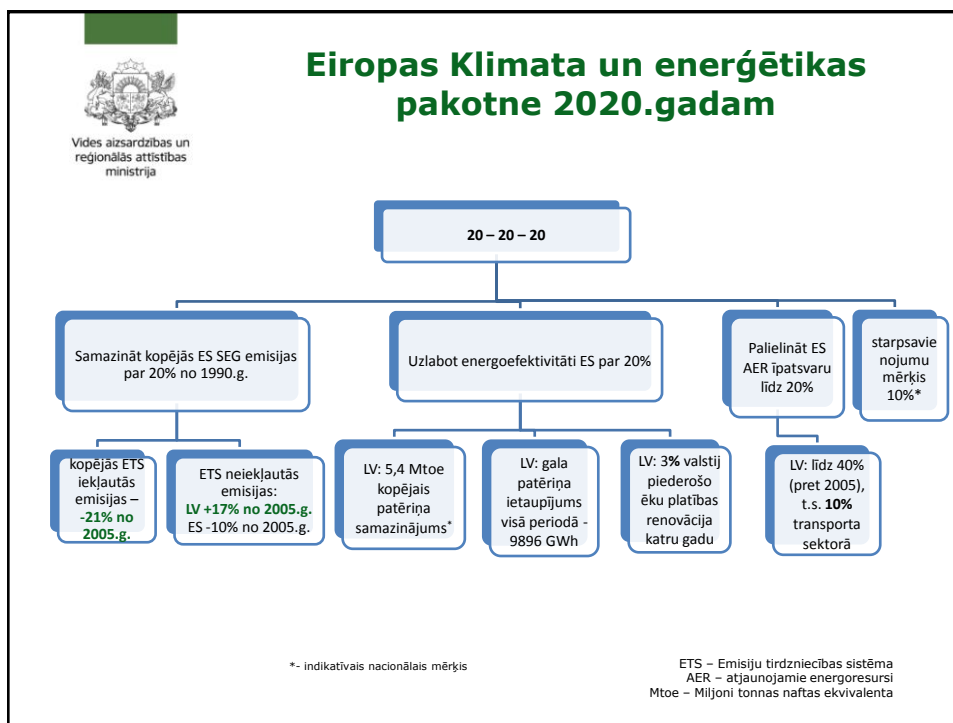 Eiropas Klimata un enerģētikas
pakotne 2020.gadam
Vides aizsardzības un
reģionālās attīstības
ministrija
20 – 20 – 20
Samazināt kopējās ES SEG emisijas
par 20% no 1990.g.
Uzlabot energoefektivitāti ES par 20%
Palielināt ES
AER īpatsvaru
līdz 20%
starpsavie
nojumu
mērķis
10%*
kopējās ETS
iekļautās
emisijas –
-21% no
2005.g.
ETS neiekļautās
emisijas:
LV +17% no 2005.g.
ES -10% no 2005.g.
LV: 5,4 Mtoe
kopējais
patēriņa
samazinājums*
LV: gala
patēriņa
ietaupījums
visā periodā -
9896 GWh
LV: 3% valstij
piederošo
ēku platības
renovācija
katru gadu
LV: līdz 40%
(pret 2005),
t.s. 10%
transporta
sektorā
*- indikatīvais nacionālais mērķis
ETS – Emisiju tirdzniecības sistēma
AER – atjaunojamie energoresursi
Mtoe – Miljoni tonnas naftas ekvivalenta